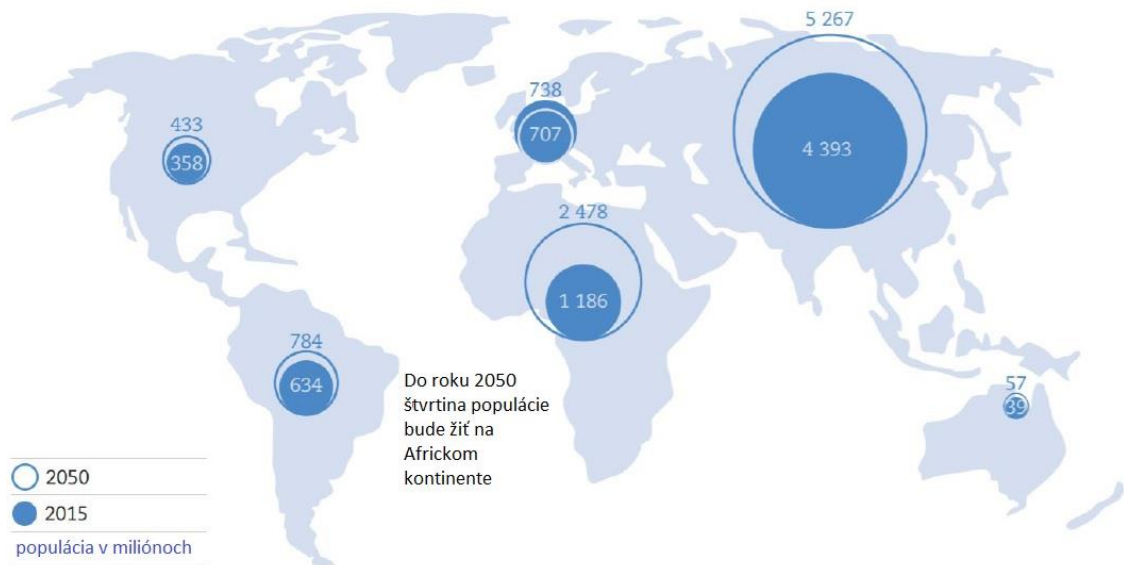 5 267
738
707
433
358
4 393
2 478
1 186
784
634
Do roku 2050
štvrtina populácie
bude žiť na
Africkom
kontinente
57
39
2050
2015
populácia v miliónoch